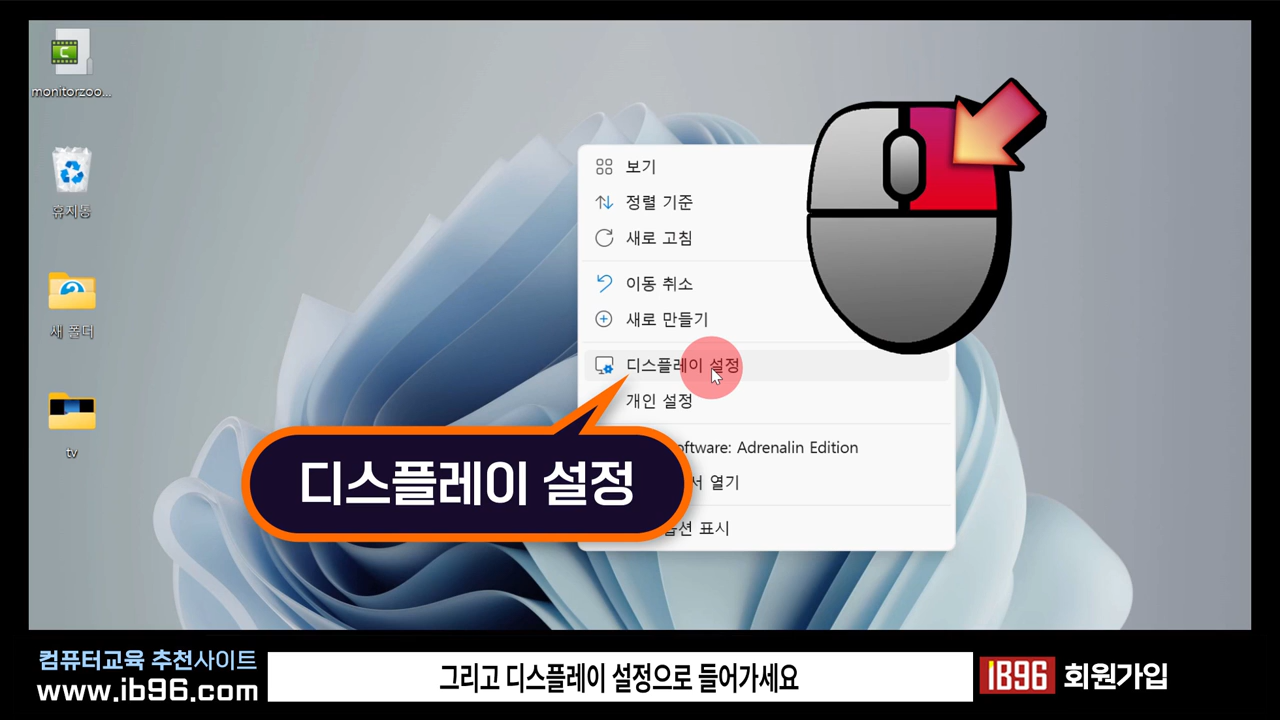 monitorzoo...
휴지통
새 폴더
tv
보기
정렬 기준
새로 고침
이동 취소
새로 만들기
디스플레이 설정
개인 설정
oftware: Adrenalin Edition
서 열기
옵션 표시
디스플레이 설정
컴퓨터교육 추천사이트
www.ib96.com
그리고 디스플레이 설정으로 들어가세요
IB96 회원가입